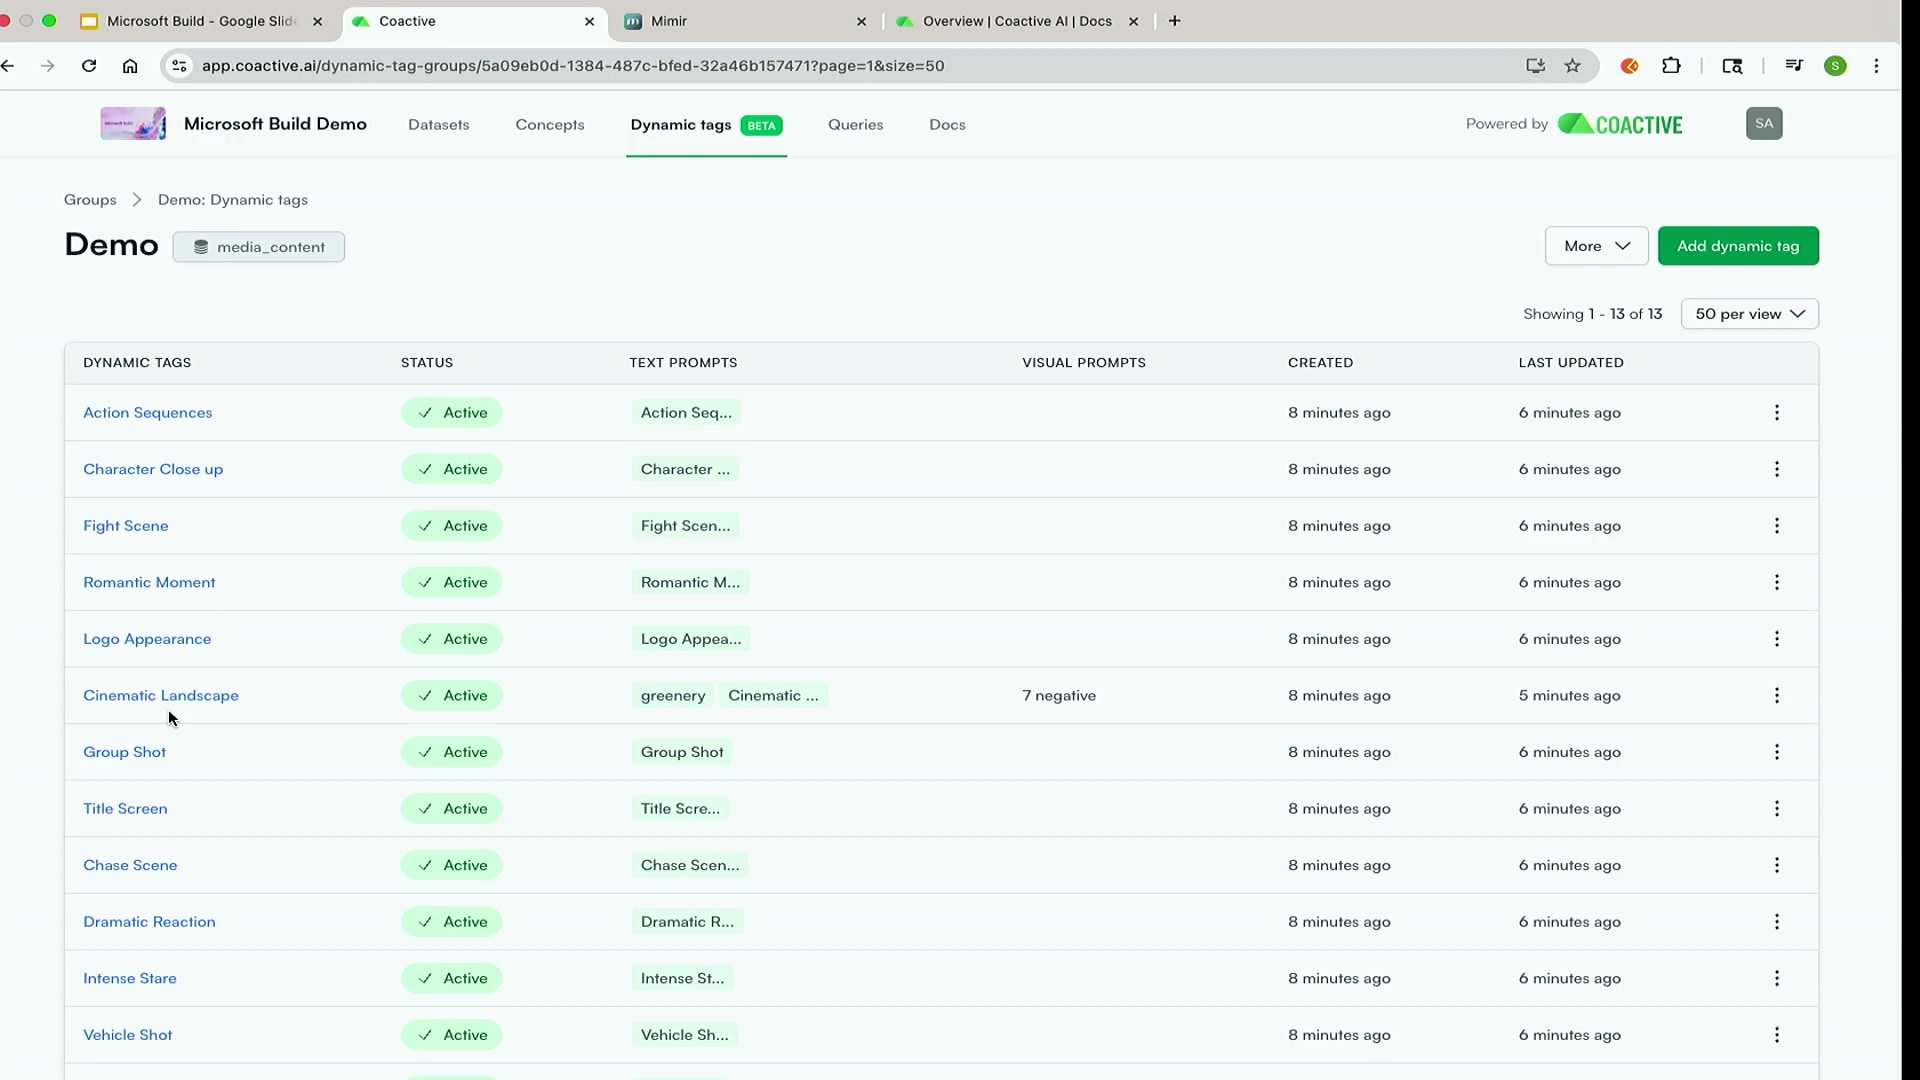 Microsoft Build - Google Slide
Coactive
Mimir
Overview | Coactive AI | Docs
app.coactive.ai/dynamic-tag-groups/5a09eb0d-1384-487c-bfed-32a46b157471?page=1&size=50
S
Microsoft Build Demo
Datasets
Concepts
Dynamic tags BETA
Queries
Docs
Powered by COACTIVE
SA
Groups > Demo: Dynamic tags
Demo
media_content
More
Add dynamic tag
Showing 1 - 13 of 13
50 per view
DYNAMIC TAGS STATUS TEXT PROMPTS VISUAL PROMPTS CREATED LAST UPDATED
Action Sequences Active Action Seq... 8 minutes ago 6 minutes ago
Character Close up Active Character ... 8 minutes ago 6 minutes ago
Fight Scene Active Fight Scen... 8 minutes ago 6 minutes ago
Romantic Moment Active Romantic M... 8 minutes ago 6 minutes ago
Logo Appearance Active Logo Appea... 8 minutes ago 6 minutes ago
Cinematic Landscape Active greenery Cinematic ... 7 negative 8 minutes ago 5 minutes ago
Group Shot Active Group Shot 8 minutes ago 6 minutes ago
Title Screen Active Title Scre... 8 minutes ago 6 minutes ago
Chase Scene Active Chase Scen... 8 minutes ago 6 minutes ago
Dramatic Reaction Active Dramatic R... 8 minutes ago 6 minutes ago
Intense Stare Active Intense St... 8 minutes ago 6 minutes ago
Vehicle Shot Active Vehicle Sh... 8 minutes ago 6 minutes ago